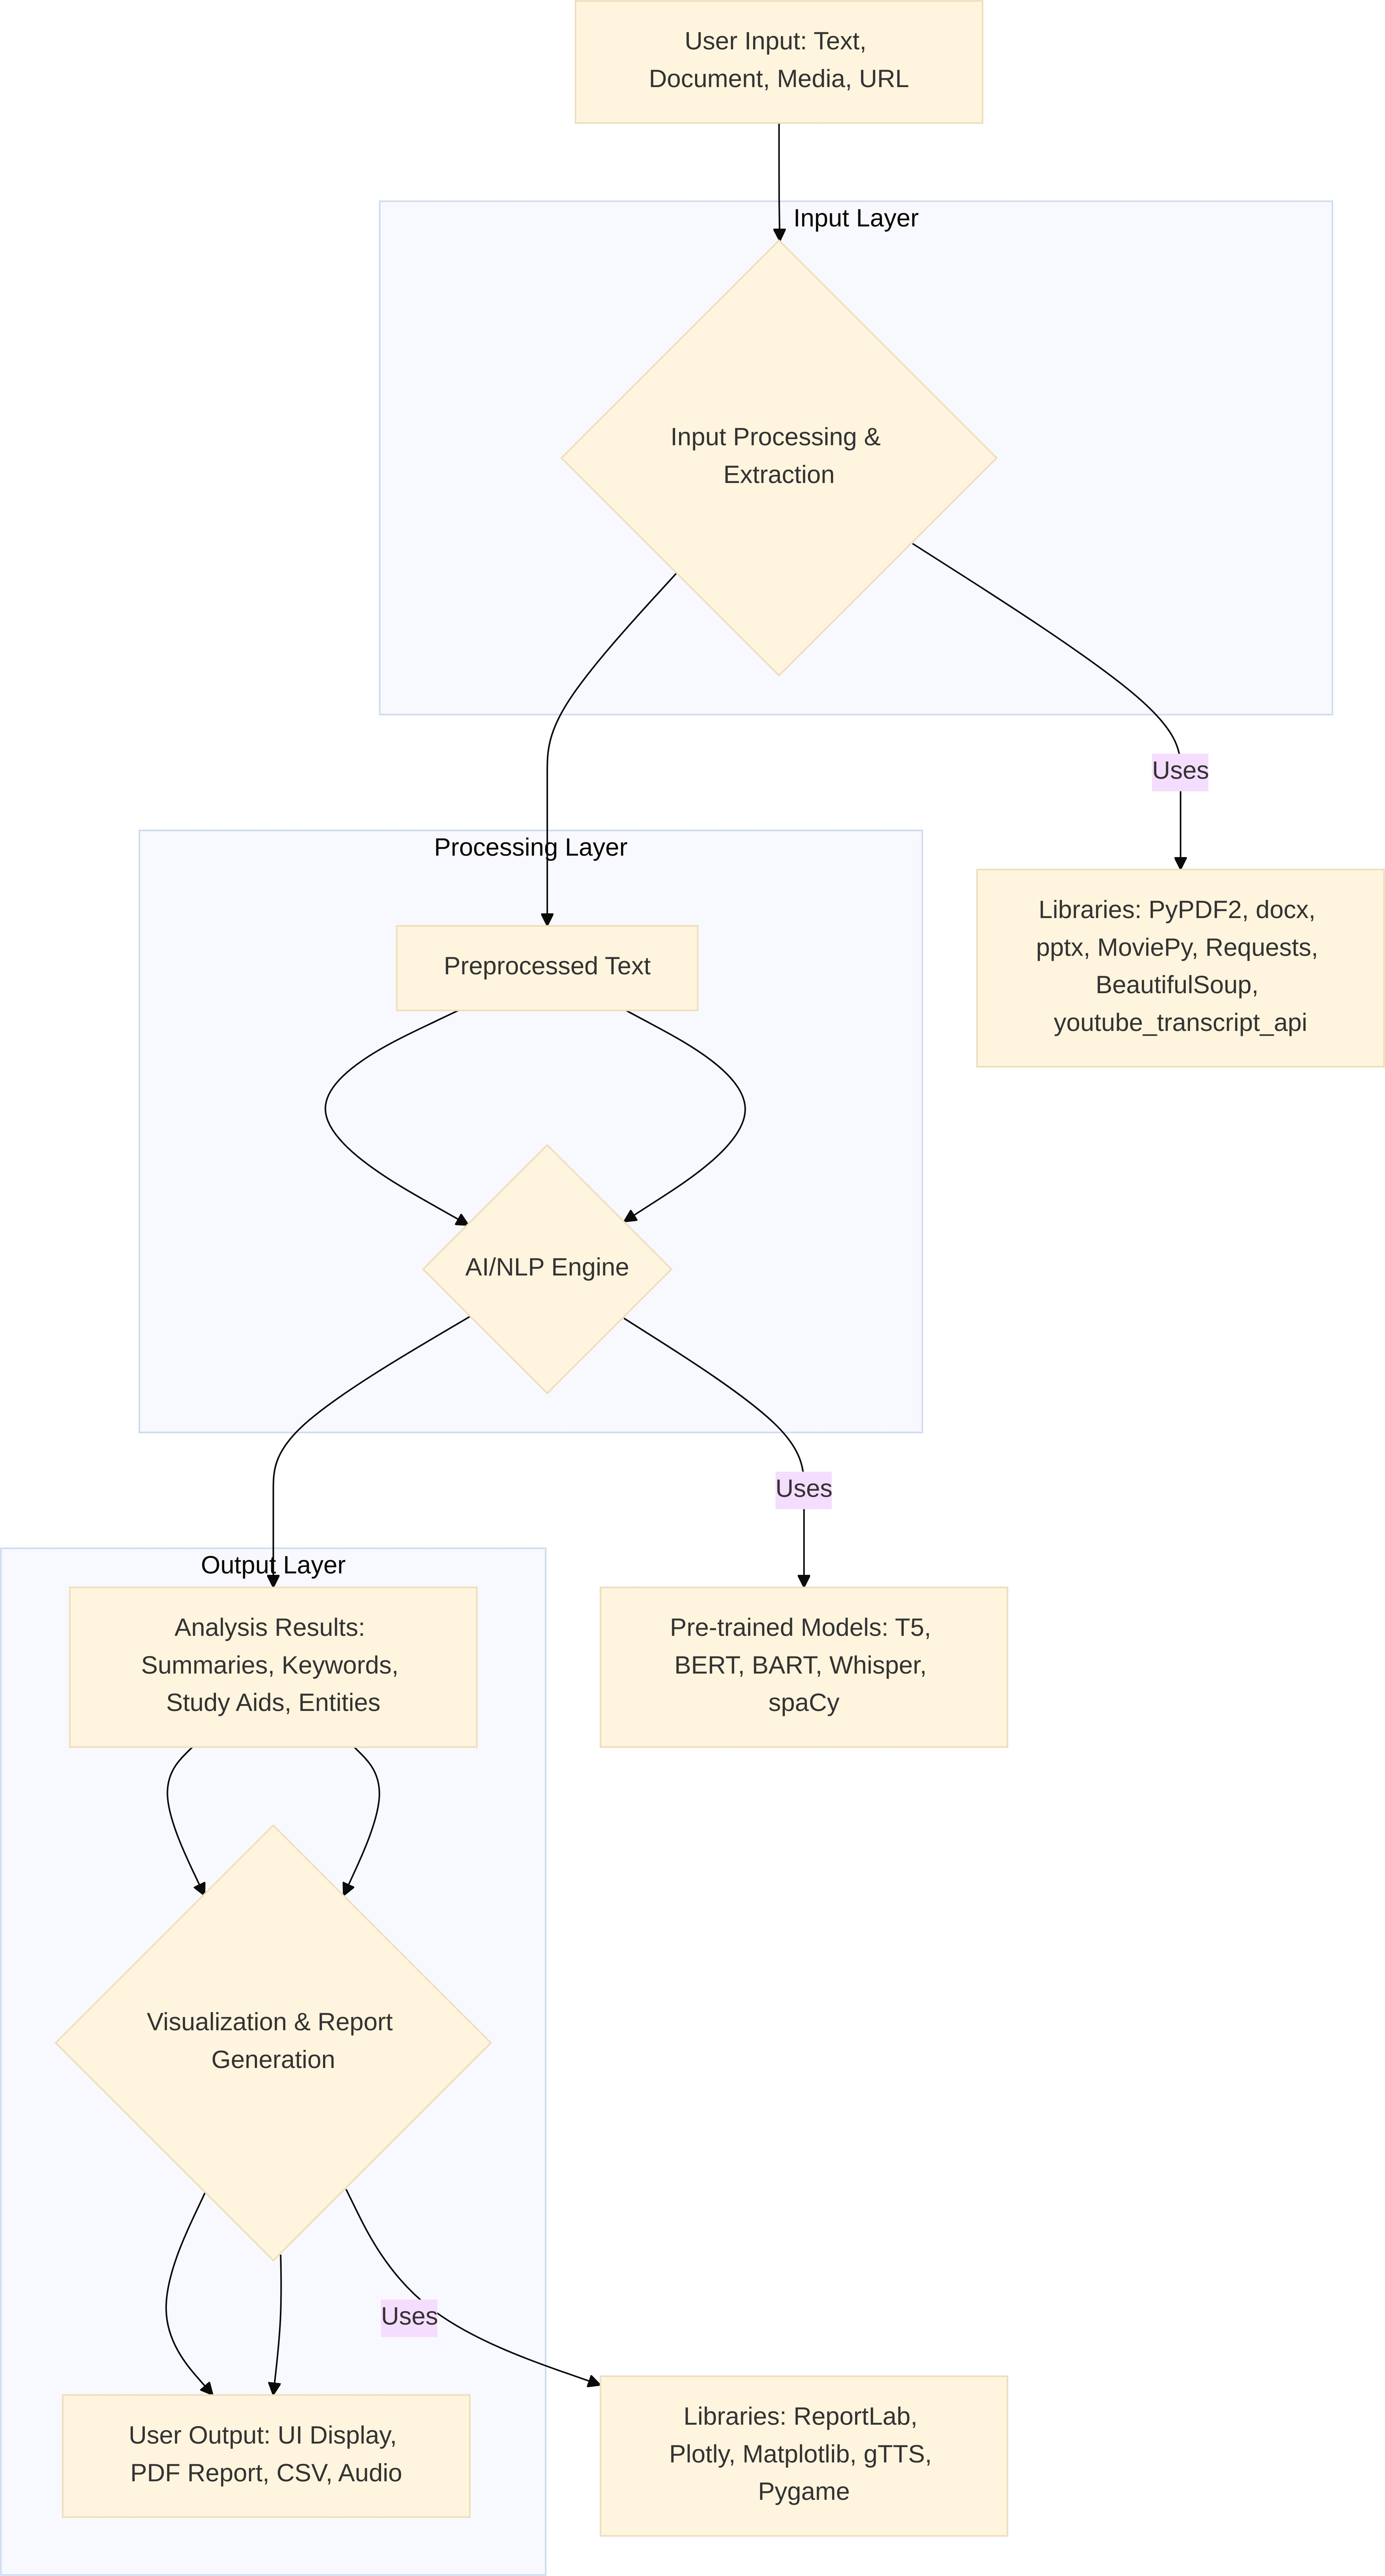 User Input: Text,
Document, Media, URL
Input Layer
Input Processing &
Extraction
Uses
Processing Layer
Libraries: PyPDF2, docx,
pptx, MoviePy, Requests,
BeautifulSoup,
youtube_transcript_api
Preprocessed Text
AI/NLP Engine
Uses
Output Layer
Analysis Results:
Summaries, Keywords,
Study Aids, Entities
Pre-trained Models: T5,
BERT, BART, Whisper,
spaCy
Visualization & Report
Generation
Uses
User Output: UI Display,
PDF Report, CSV, Audio
Libraries: ReportLab,
Plotly, Matplotlib, gTTS,
Pygame